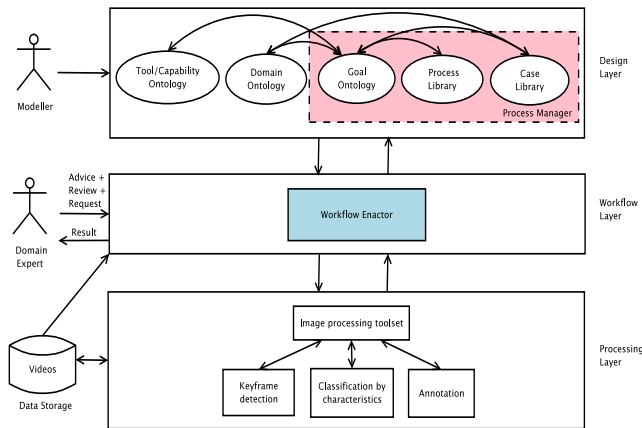 Tool/Capability
Ontology
Domain
Ontology
Goal
Ontology
Process
Library
Case
Library
Process Manager
Design
Layer
Modeller
Advice +
Review +
Request
Result
Domain
Expert
Workflow Enactor
Workflow
Layer
Image processing toolset
Keyframe
detection
Classification by
characteristics
Annotation
Processing
Layer
Videos
Data Storage